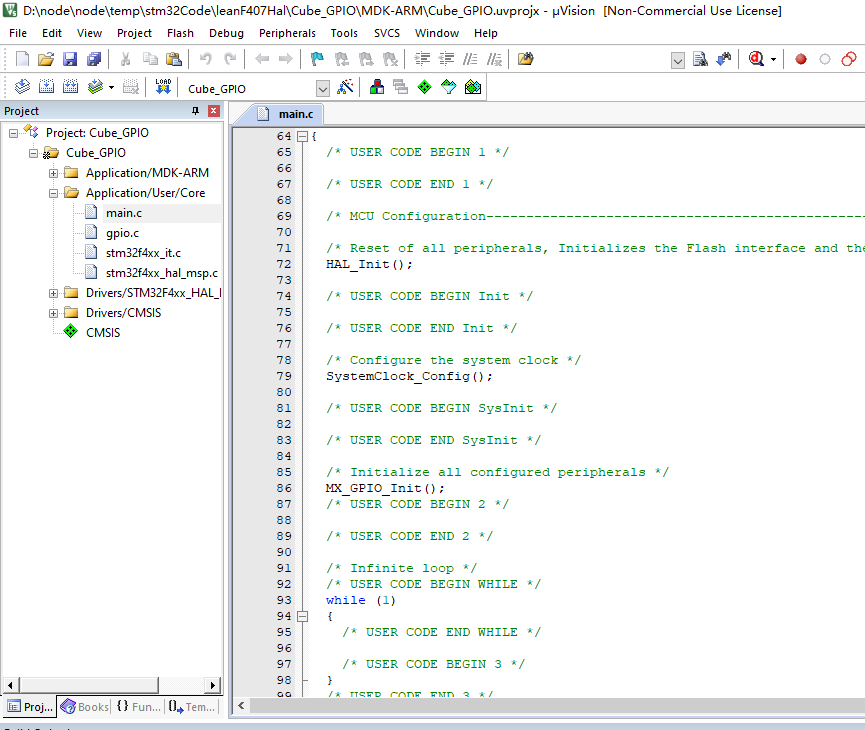 D:\node\node\temp\stm32Code\leanF407Hal\Cube_GPIO\MDK-ARM\Cube_GPIO.uvprojx - µVision [Non-Commercial Use License]
File Edit View Project Flash Debug Peripherals Tools SVCS Window Help
LOAD Cube_GPIO
Project
main.c
Project: Cube_GPIO
Cube_GPIO
Application/MDK-ARM
Application/User/Core
main.c
gpio.c
stm32f4xx_it.c
stm32f4xx_hal_msp.c
Drivers/STM32F4xx_HAL_
Drivers/CMSIS
CMSIS
64 {
65 /* USER CODE BEGIN 1 */
66
67 /* USER CODE END 1 */
68
69 /* MCU Configuration--------------------------------------------------
70
71 /* Reset of all peripherals, Initializes the Flash interface and the
72 HAL_Init();
73
74 /* USER CODE BEGIN Init */
75
76 /* USER CODE END Init */
77
78 /* Configure the system clock */
79 SystemClock_Config();
80
81 /* USER CODE BEGIN SysInit */
82
83 /* USER CODE END SysInit */
84
85 /* Initialize all configured peripherals */
86 MX_GPIO_Init();
87 /* USER CODE BEGIN 2 */
88
89 /* USER CODE END 2 */
90
91 /* Infinite loop */
92 /* USER CODE BEGIN WHILE */
93 while (1)
94 {
95 /* USER CODE END WHILE */
96
97 /* USER CODE BEGIN 3 */
98 }
99 /* USER CODE END 3 */
Proj... Books {} Fun... Tem...